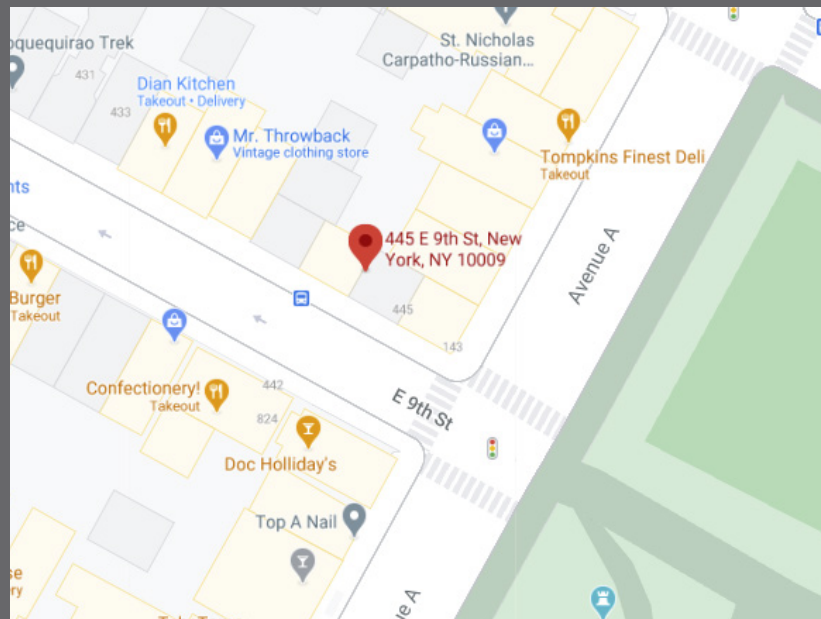 oquequirao Trek
431
433
St. Nicholas
Carpatho-Russian...
Dian Kitchen
Takeout • Delivery
Mr. Throwback
Vintage clothing store
Tompkins Finest Deli
Takeout
nts
ce
445 E 9th St, New
York, NY 10009
Avenue A
Burger
Takeout
445
143
Confectionery!
Takeout
442
824
E 9th St
Doc Holliday's
Top A Nail
se
ry
ue A